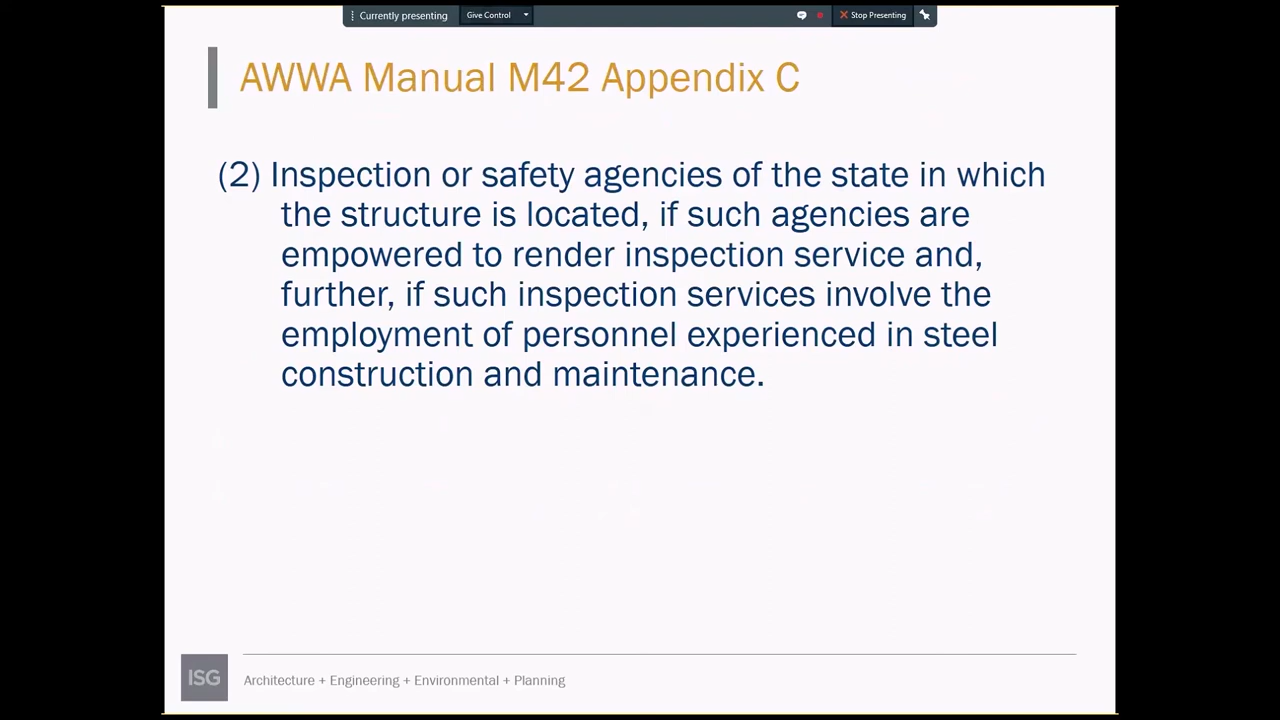 Currently presenting
Give Control
Stop Presenting
AWWA Manual M42 Appendix C
(2) Inspection or safety agencies of the state in which
the structure is located, if such agencies are
empowered to render inspection service and,
further, if such inspection services involve the
employment of personnel experienced in steel
construction and maintenance.
ISG
Architecture + Engineering + Environmental + Planning